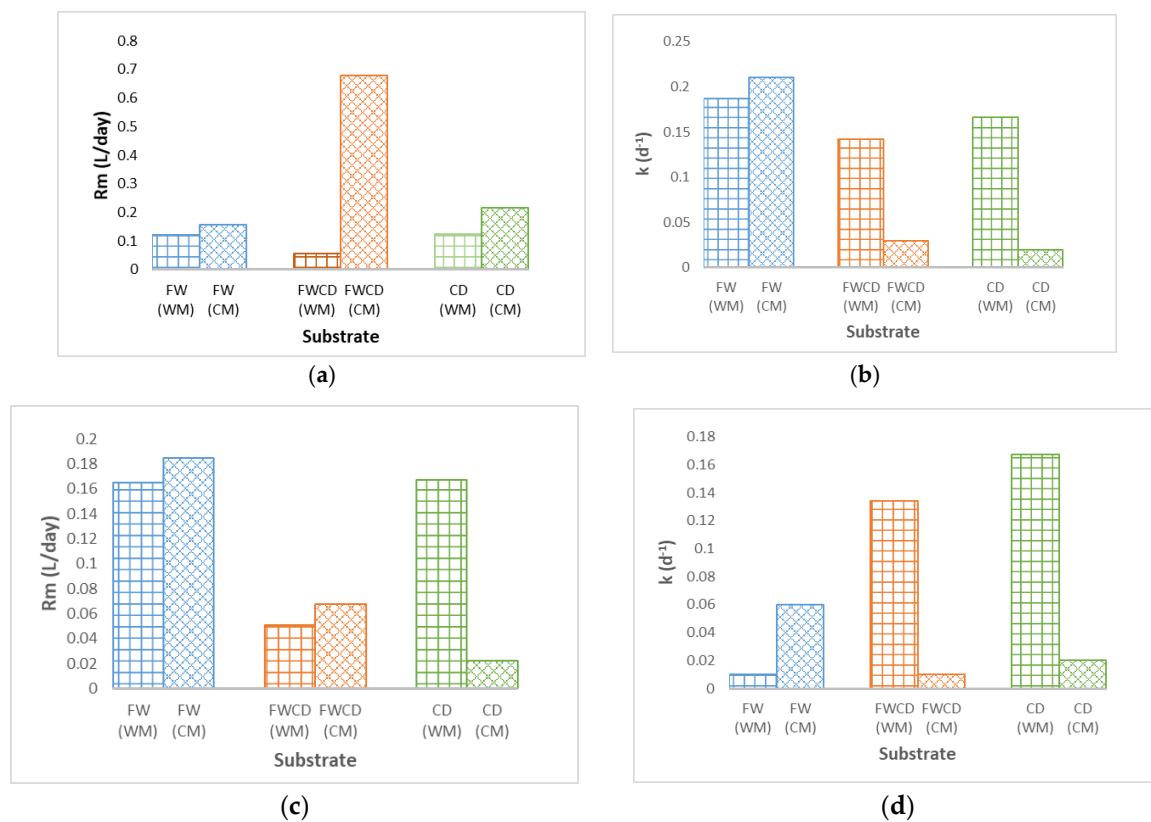 0.8
0.7
0.6
0.5
0.4
0.3
0.2
0.1
0
Rm (L/day)
FW FW FWCD FWCD CD CD
(WM) (CM) (WM) (CM) (WM) (CM)
Substrate
(a)
0.25
0.2
0.15
0.1
0.05
0
k (d⁻¹)
FW FW FWCD FWCD CD CD
(WM) (CM) (WM) (CM) (WM) (CM)
Substrate
(b)
0.2
0.18
0.16
0.14
0.12
0.1
0.08
0.06
0.04
0.02
0
Rm (L/day)
FW FW FWCD FWCD CD CD
(WM) (CM) (WM) (CM) (WM) (CM)
Substrate
(c)
0.18
0.16
0.14
0.12
0.1
0.08
0.06
0.04
0.02
0
k (d⁻¹)
FW FW FWCD FWCD CD CD
(WM) (CM) (WM) (CM) (WM) (CM)
Substrate
(d)